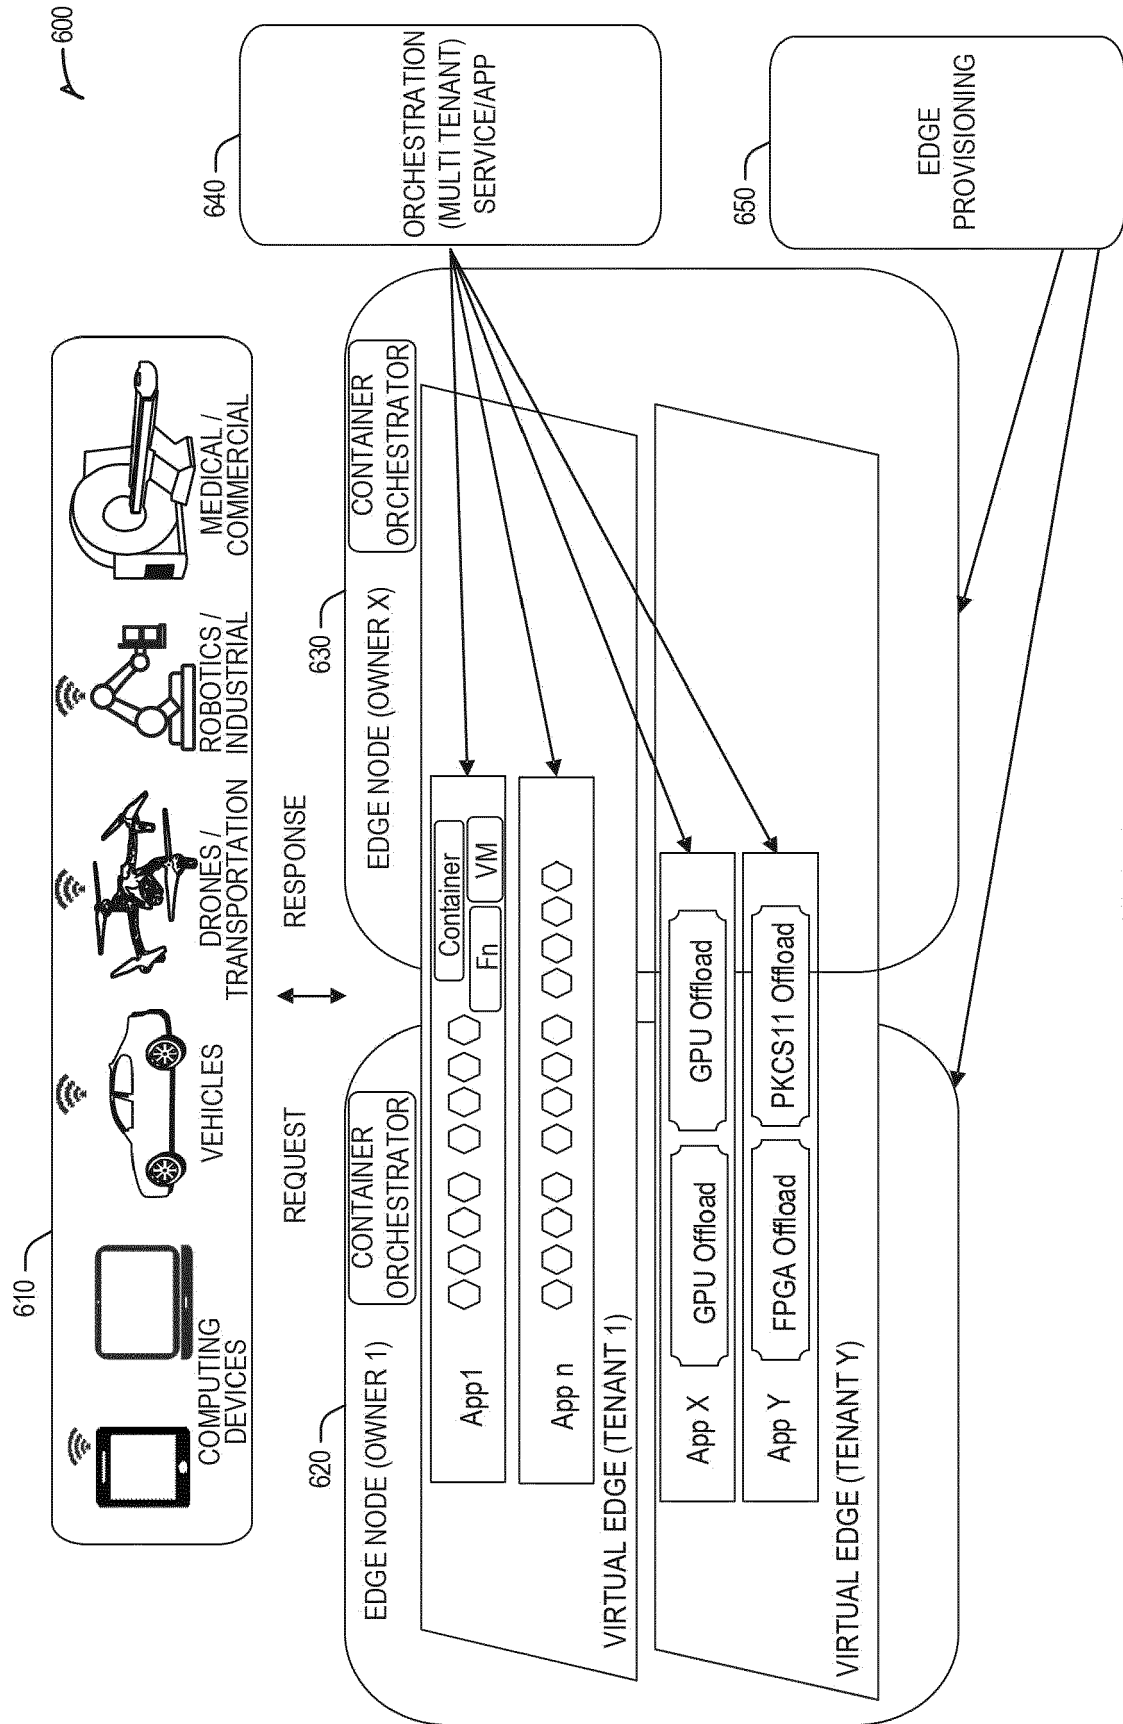 600
610
COMPUTING
DEVICES
VEHICLES
DRONES /
TRANSPORTATION
ROBOTICS /
INDUSTRIAL
MEDICAL /
COMMERCIAL
REQUEST
RESPONSE
620
EDGE NODE (OWNER 1)
CONTAINER
ORCHESTRATOR
630
EDGE NODE (OWNER X)
CONTAINER
ORCHESTRATOR
App1
Container
Fn
VM
App n
VIRTUAL EDGE (TENANT 1)
App X
GPU Offload
GPU Offload
App Y
FPGA Offload
PKCS11 Offload
VIRTUAL EDGE (TENANT Y)
640
ORCHESTRATION
(MULTI TENANT)
SERVICE/APP
650
EDGE
PROVISIONING